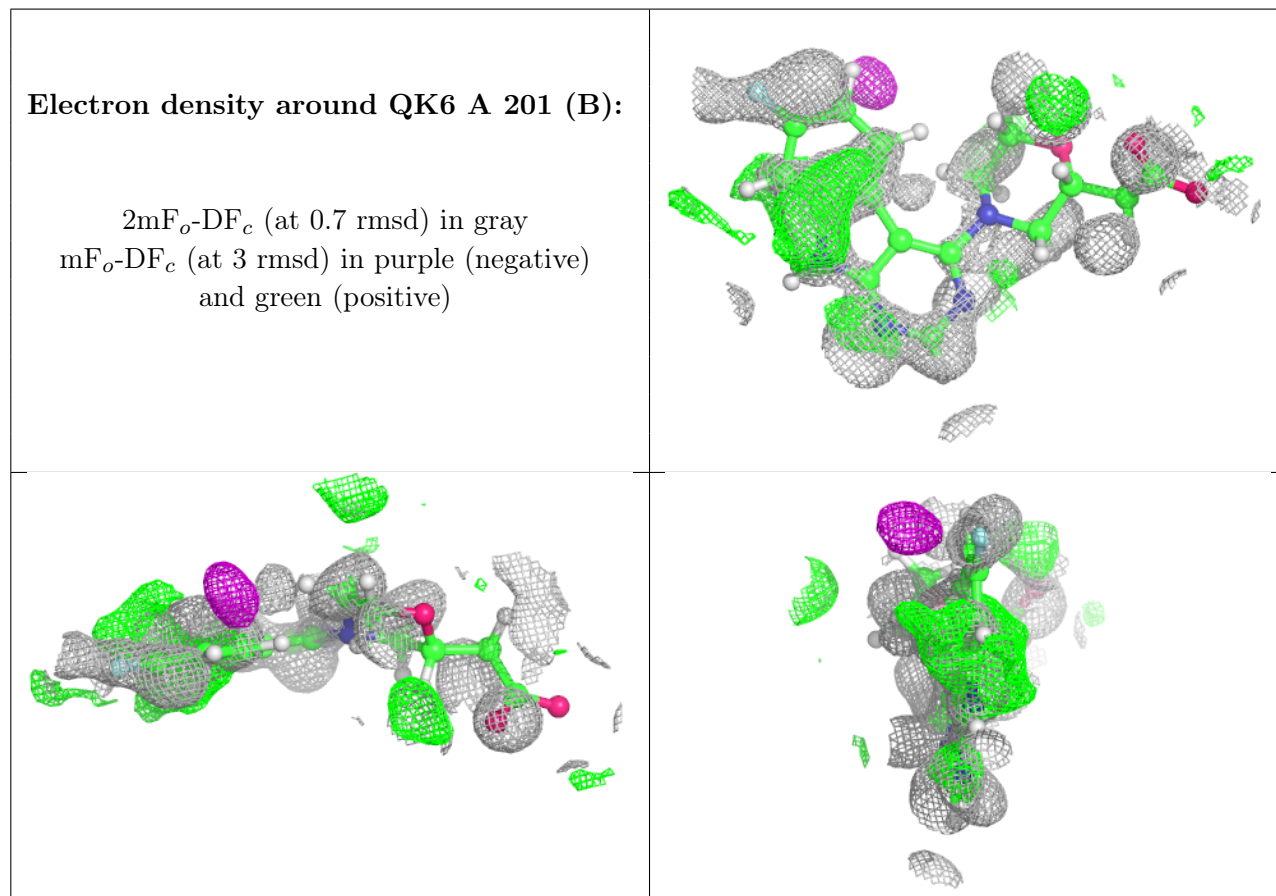 Electron density around QK6 A 201 (B):
2mFₒ-DF𝒸 (at 0.7 rmsd) in gray
mFₒ-DF𝒸 (at 3 rmsd) in purple (negative)
and green (positive)